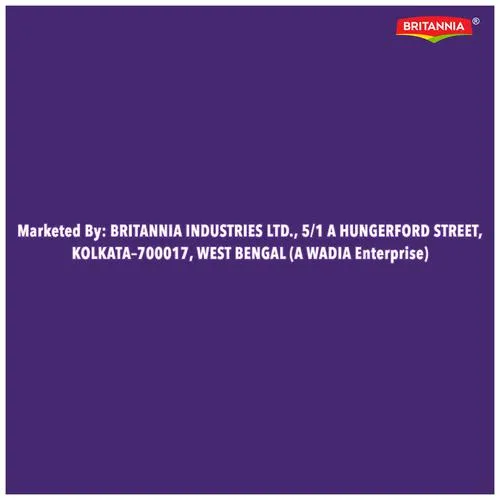 BRITANNIA ®
Marketed By: BRITANNIA INDUSTRIES LTD., 5/1 A HUNGERFORD STREET,
KOLKATA-700017, WEST BENGAL (A WADIA Enterprise)